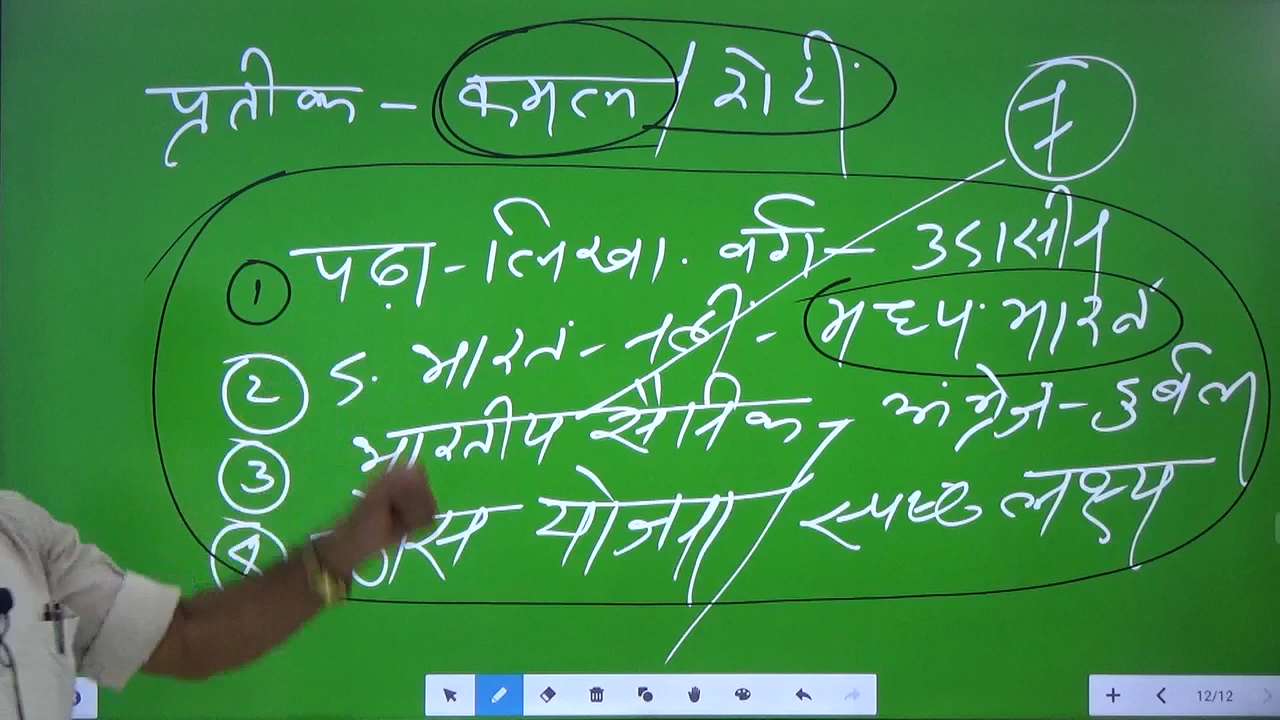 प्रतीक - कमल / रोटी
① पढ़ा - लिखा. वर्ग - उदासीन
② द. भारत - नहीं - मध्य. भारत
③ भारतीय सैनिक, अंग्रेज - दुर्बल
④ ठोस योजना / स्पष्ट लक्ष्य
12/12